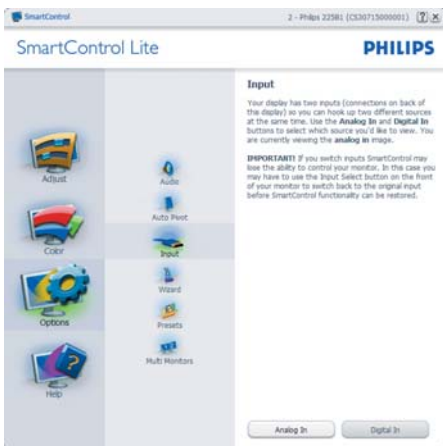 SmartControl
2 - Philips 225B1 (CS30715000001)
SmartControl Lite
PHILIPS
Adjust
Color
Options
Help
Audio
Auto Pivot
Input
Wizard
Presets
Multi Monitors
Input
Your display has two inputs (connections on back of
the display) so you can hook up two different sources
at the same time. Use the Analog In and Digital In
buttons to select which source you'd like to view. You
are currently viewing the analog in image.
IMPORTANT! If you switch inputs SmartControl may
lose the ability to control your monitor. In this case you
may have to use the Input Select button on the front
of your monitor to switch back to the original input
before SmartControl functionality can be restored.
Analog In
Digital In